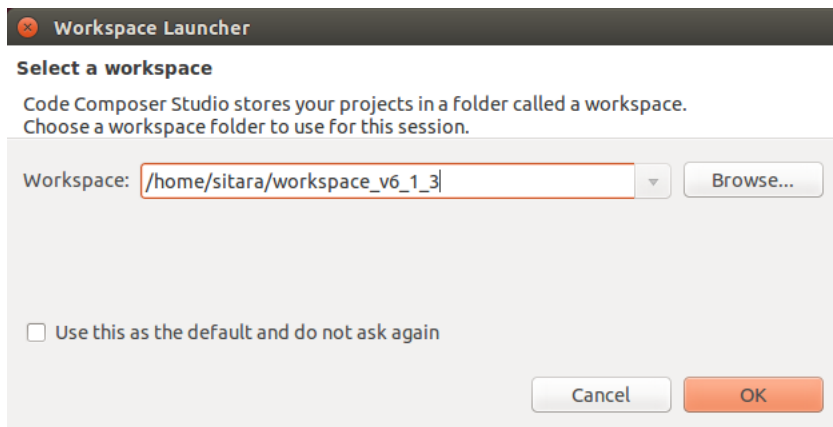 Workspace Launcher
Select a workspace
Code Composer Studio stores your projects in a folder called a workspace.
Choose a workspace folder to use for this session.
Workspace: /home/sitara/workspace_v6_1_3 Browse...
Use this as the default and do not ask again
Cancel OK